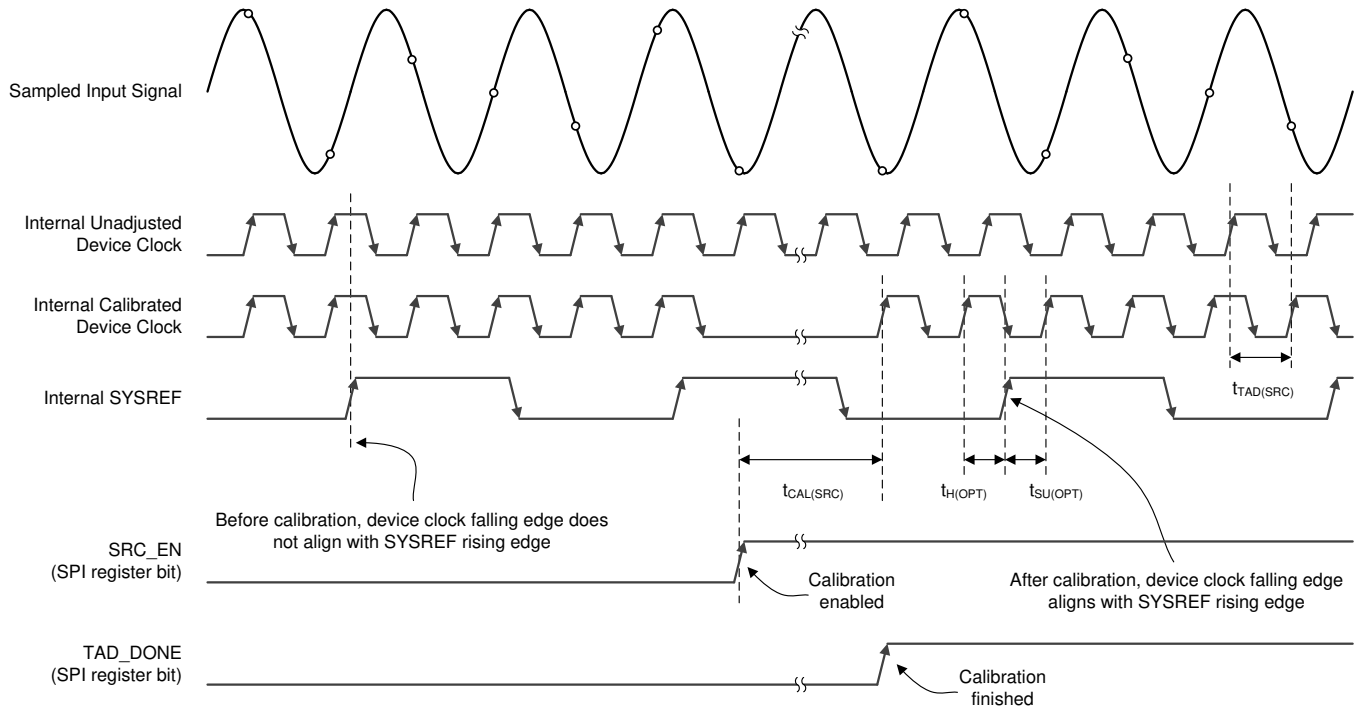 Sampled Input Signal
Internal Unadjusted
Device Clock
Internal Calibrated
Device Clock
Internal SYSREF
tTAD(SRC)
tCAL(SRC)
tH(OPT)
tSU(OPT)
Before calibration, device clock falling edge does
not align with SYSREF rising edge
SRC_EN
(SPI register bit)
Calibration
enabled
After calibration, device clock falling edge
aligns with SYSREF rising edge
TAD_DONE
(SPI register bit)
Calibration
finished